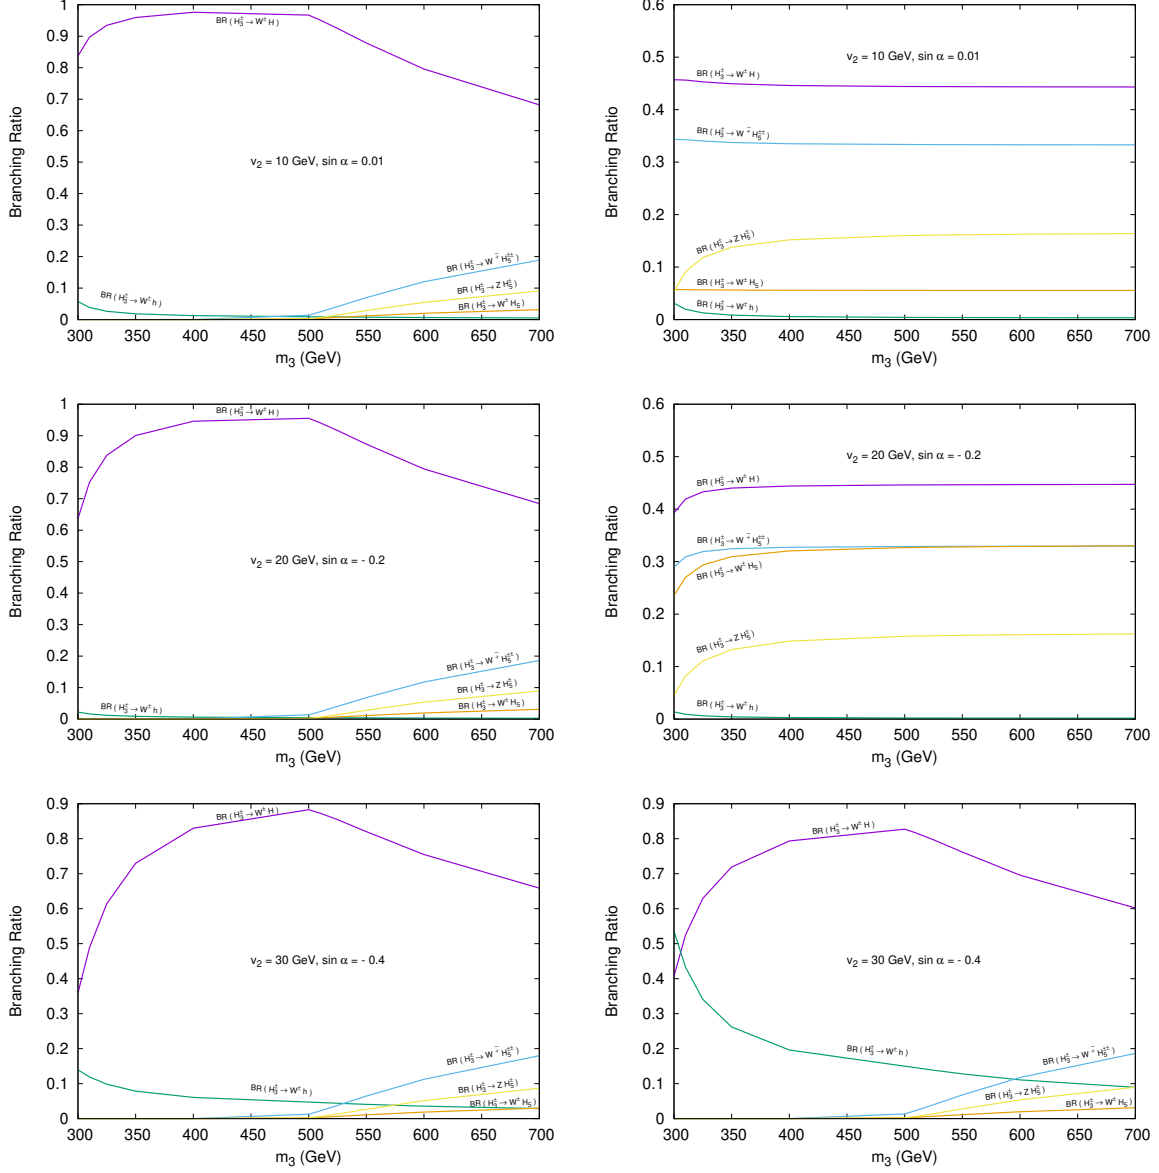 Branching Ratio
1
0.9
0.8
0.7
0.6
0.5
0.4
0.3
0.2
0.1
0
BR ( H₃± → W± H )
v₂ = 10 GeV, sin α = 0.01
BR ( H₃± → W± h )
BR ( H₃± → W∓ H₅±± )
BR ( H₃± → Z H₅± )
BR ( H₃± → W± H₅ )
300 350 400 450 500 550 600 650 700
m₃ (GeV)
Branching Ratio
0.6
0.5
0.4
0.3
0.2
0.1
0
v₂ = 10 GeV, sin α = 0.01
BR ( H₃± → W± H )
BR ( H₃± → W∓ H₅±± )
BR ( H₃± → Z H₅± )
BR ( H₃± → W± H₅ )
BR ( H₃± → W± h )
300 350 400 450 500 550 600 650 700
m₃ (GeV)
Branching Ratio
1
0.9
0.8
0.7
0.6
0.5
0.4
0.3
0.2
0.1
0
BR ( H₃± → W± H )
v₂ = 20 GeV, sin α = - 0.2
BR ( H₃± → W± h )
BR ( H₃± → W∓ H₅±± )
BR ( H₃± → Z H₅± )
BR ( H₃± → W± H₅ )
300 350 400 450 500 550 600 650 700
m₃ (GeV)
Branching Ratio
0.6
0.5
0.4
0.3
0.2
0.1
0
v₂ = 20 GeV, sin α = - 0.2
BR ( H₃± → W± H )
BR ( H₃± → W∓ H₅±± )
BR ( H₃± → W± H₅ )
BR ( H₃± → Z H₅± )
BR ( H₃± → W± h )
300 350 400 450 500 550 600 650 700
m₃ (GeV)
Branching Ratio
0.9
0.8
0.7
0.6
0.5
0.4
0.3
0.2
0.1
0
BR ( H₃± → W± H )
v₂ = 30 GeV, sin α = - 0.4
BR ( H₃± → W± h )
BR ( H₃± → W∓ H₅±± )
BR ( H₃± → Z H₅± )
BR ( H₃± → W± H₅ )
300 350 400 450 500 550 600 650 700
m₃ (GeV)
Branching Ratio
0.9
0.8
0.7
0.6
0.5
0.4
0.3
0.2
0.1
0
BR ( H₃± → W± H )
v₂ = 30 GeV, sin α = - 0.4
BR ( H₃± → W± h )
BR ( H₃± → W∓ H₅±± )
BR ( H₃± → Z H₅± )
BR ( H₃± → W± H₅ )
300 350 400 450 500 550 600 650 700
m₃ (GeV)